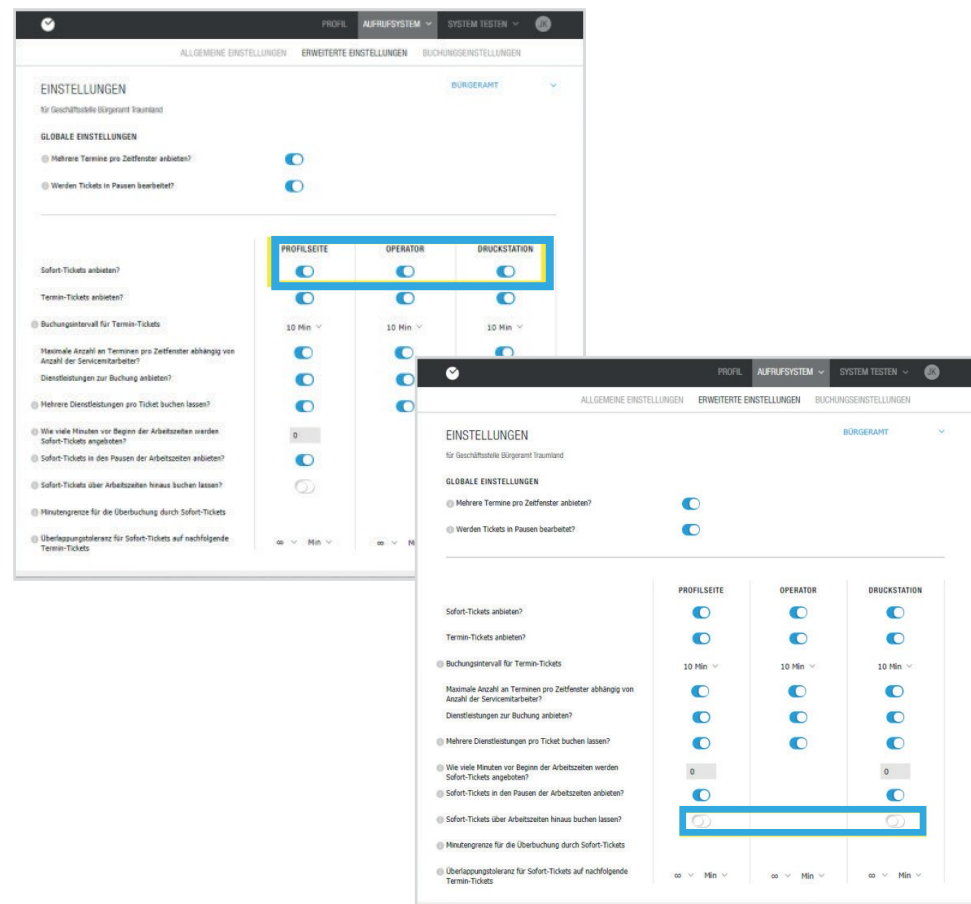 PROFIL AUFRUFSYSTEM SYSTEM TESTEN JK
ALLGEMEINE EINSTELLUNGEN ERWEITERTE EINSTELLUNGEN BUCHUNGSEINSTELLUNGEN
EINSTELLUNGEN BÜRGERAMT
für Geschäftsstelle Bürgeramt Traumland
GLOBALE EINSTELLUNGEN
Mehrere Termine pro Zeitfenster anbieten?
Werden Tickets in Pausen bearbeitet?
PROFILSEITE OPERATOR DRUCKSTATION
Sofort-Tickets anbieten?
Termin-Tickets anbieten?
Buchungsintervall für Termin-Tickets 10 Min 10 Min 10 Min
Maximale Anzahl an Terminen pro Zeitfenster abhängig von
Anzahl der Servicemitarbeiter?
Dienstleistungen zur Buchung anbieten?
Mehrere Dienstleistungen pro Ticket buchen lassen?
Wie viele Minuten vor Beginn der Arbeitszeiten werden
Sofort-Tickets angeboten? 0
Sofort-Tickets in den Pausen der Arbeitszeiten anbieten?
Sofort-Tickets über Arbeitszeiten hinaus buchen lassen?
Minutengrenze für die Überbuchung durch Sofort-Tickets
Überlappungstoleranz für Sofort-Tickets auf nachfolgende
Termin-Tickets ∞ Min ∞ M
PROFIL AUFRUFSYSTEM SYSTEM TESTEN JK
ALLGEMEINE EINSTELLUNGEN ERWEITERTE EINSTELLUNGEN BUCHUNGSEINSTELLUNGEN
EINSTELLUNGEN BÜRGERAMT
für Geschäftsstelle Bürgeramt Traumland
GLOBALE EINSTELLUNGEN
Mehrere Termine pro Zeitfenster anbieten?
Werden Tickets in Pausen bearbeitet?
PROFILSEITE OPERATOR DRUCKSTATION
Sofort-Tickets anbieten?
Termin-Tickets anbieten?
Buchungsintervall für Termin-Tickets 10 Min 10 Min 10 Min
Maximale Anzahl an Terminen pro Zeitfenster abhängig von
Anzahl der Servicemitarbeiter?
Dienstleistungen zur Buchung anbieten?
Mehrere Dienstleistungen pro Ticket buchen lassen?
Wie viele Minuten vor Beginn der Arbeitszeiten werden
Sofort-Tickets angeboten? 0 0
Sofort-Tickets in den Pausen der Arbeitszeiten anbieten?
Sofort-Tickets über Arbeitszeiten hinaus buchen lassen?
Minutengrenze für die Überbuchung durch Sofort-Tickets
Überlappungstoleranz für Sofort-Tickets auf nachfolgende
Termin-Tickets ∞ Min ∞ Min ∞ Min